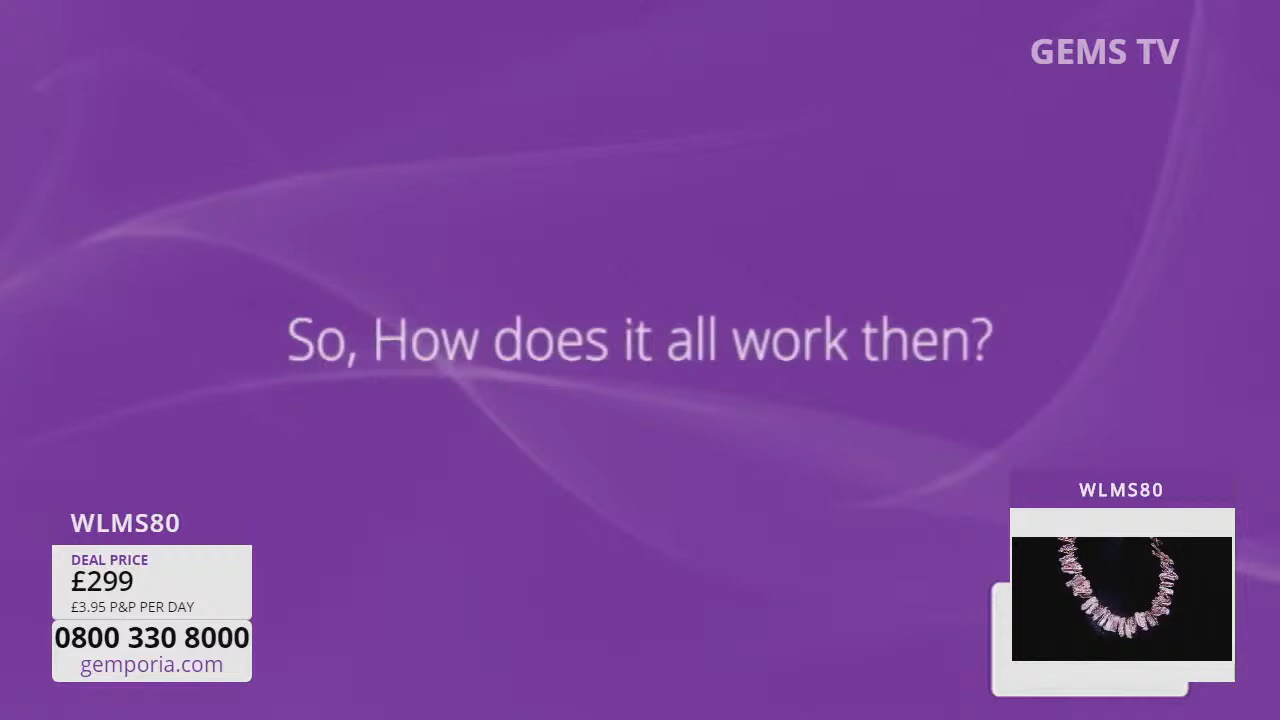 GEMS TV
So, How does it all work then?
WLMS80
DEAL PRICE
£299
£3.95 P&P PER DAY
0800 330 8000
gemporia.com
WLMS80